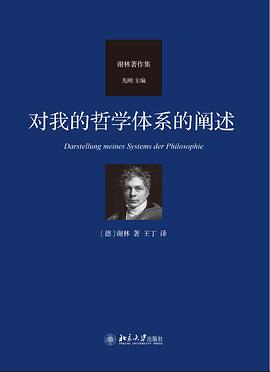 谢林著作集
先刚 主编
对我的哲学体系的阐述
Darstellung meines Systems der Philosophie
[德]谢林 著 王丁 译
北京大学出版社